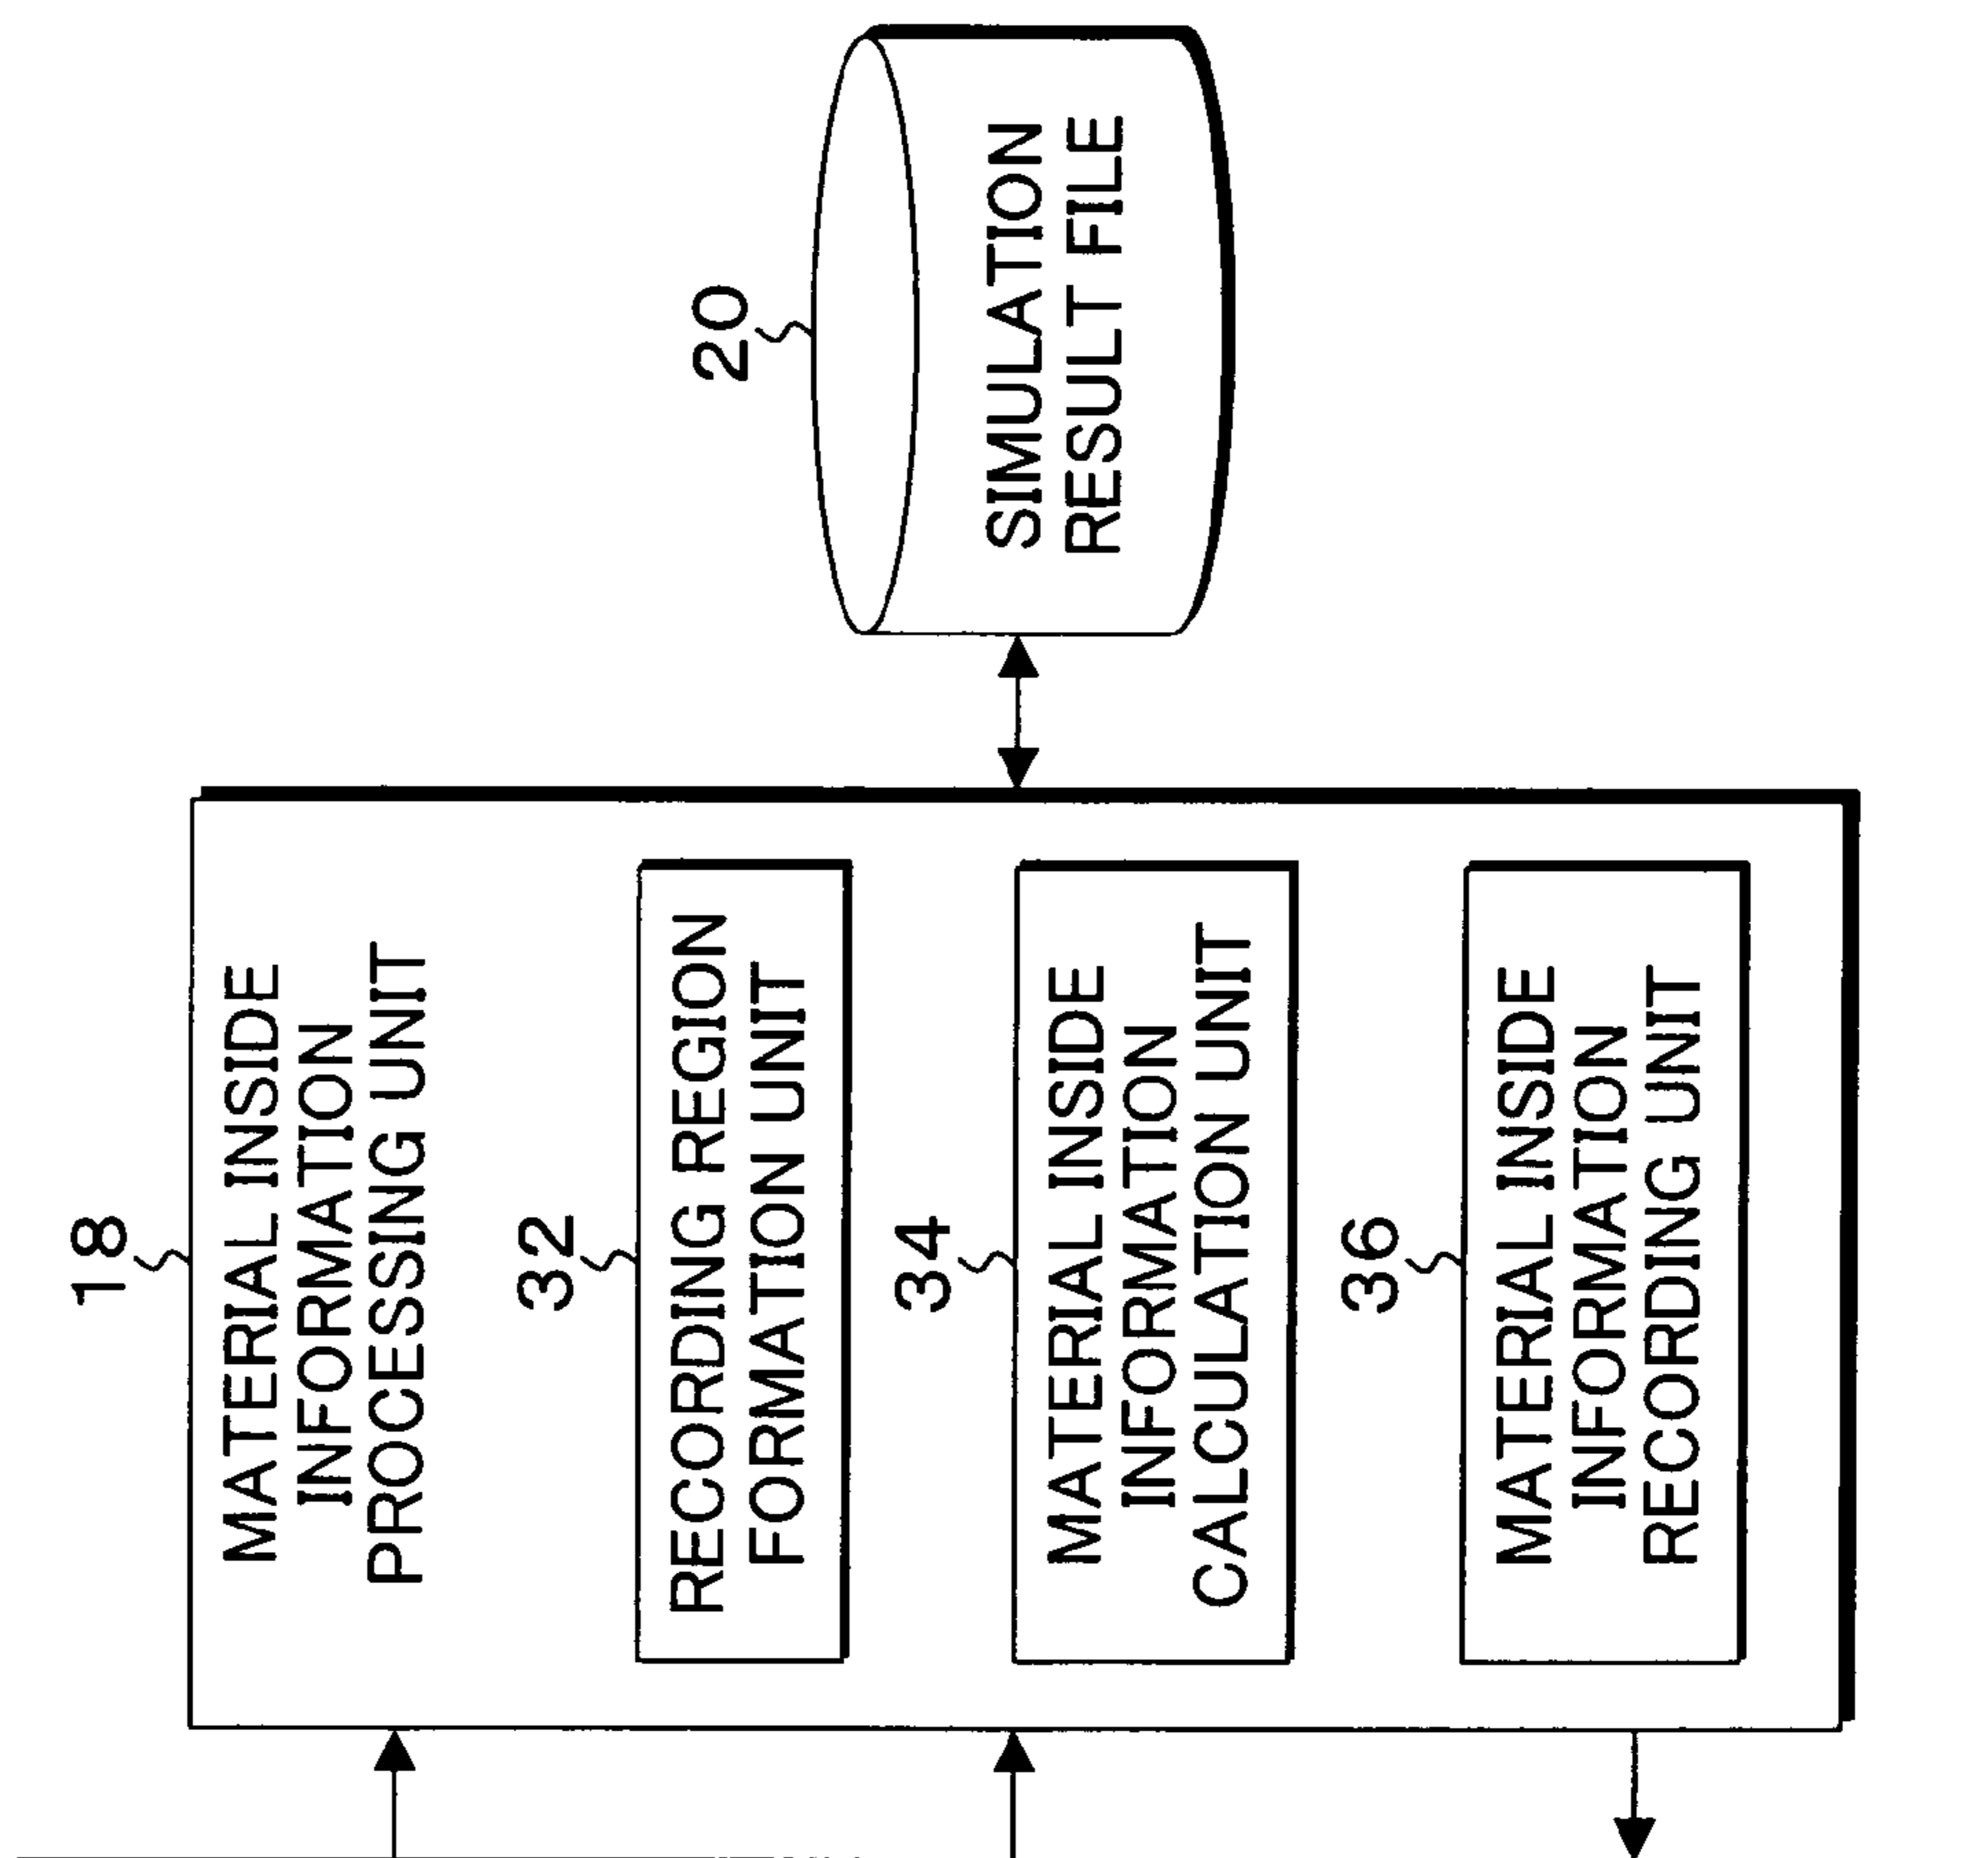 18
MATERIAL INSIDE
INFORMATION
PROCESSING UNIT
32
RECORDING REGION
FORMATION UNIT
34
MATERIAL INSIDE
INFORMATION
CALCULATION UNIT
36
MATERIAL INSIDE
INFORMATION
RECORDING UNIT
20
SIMULATION
RESULT FILE